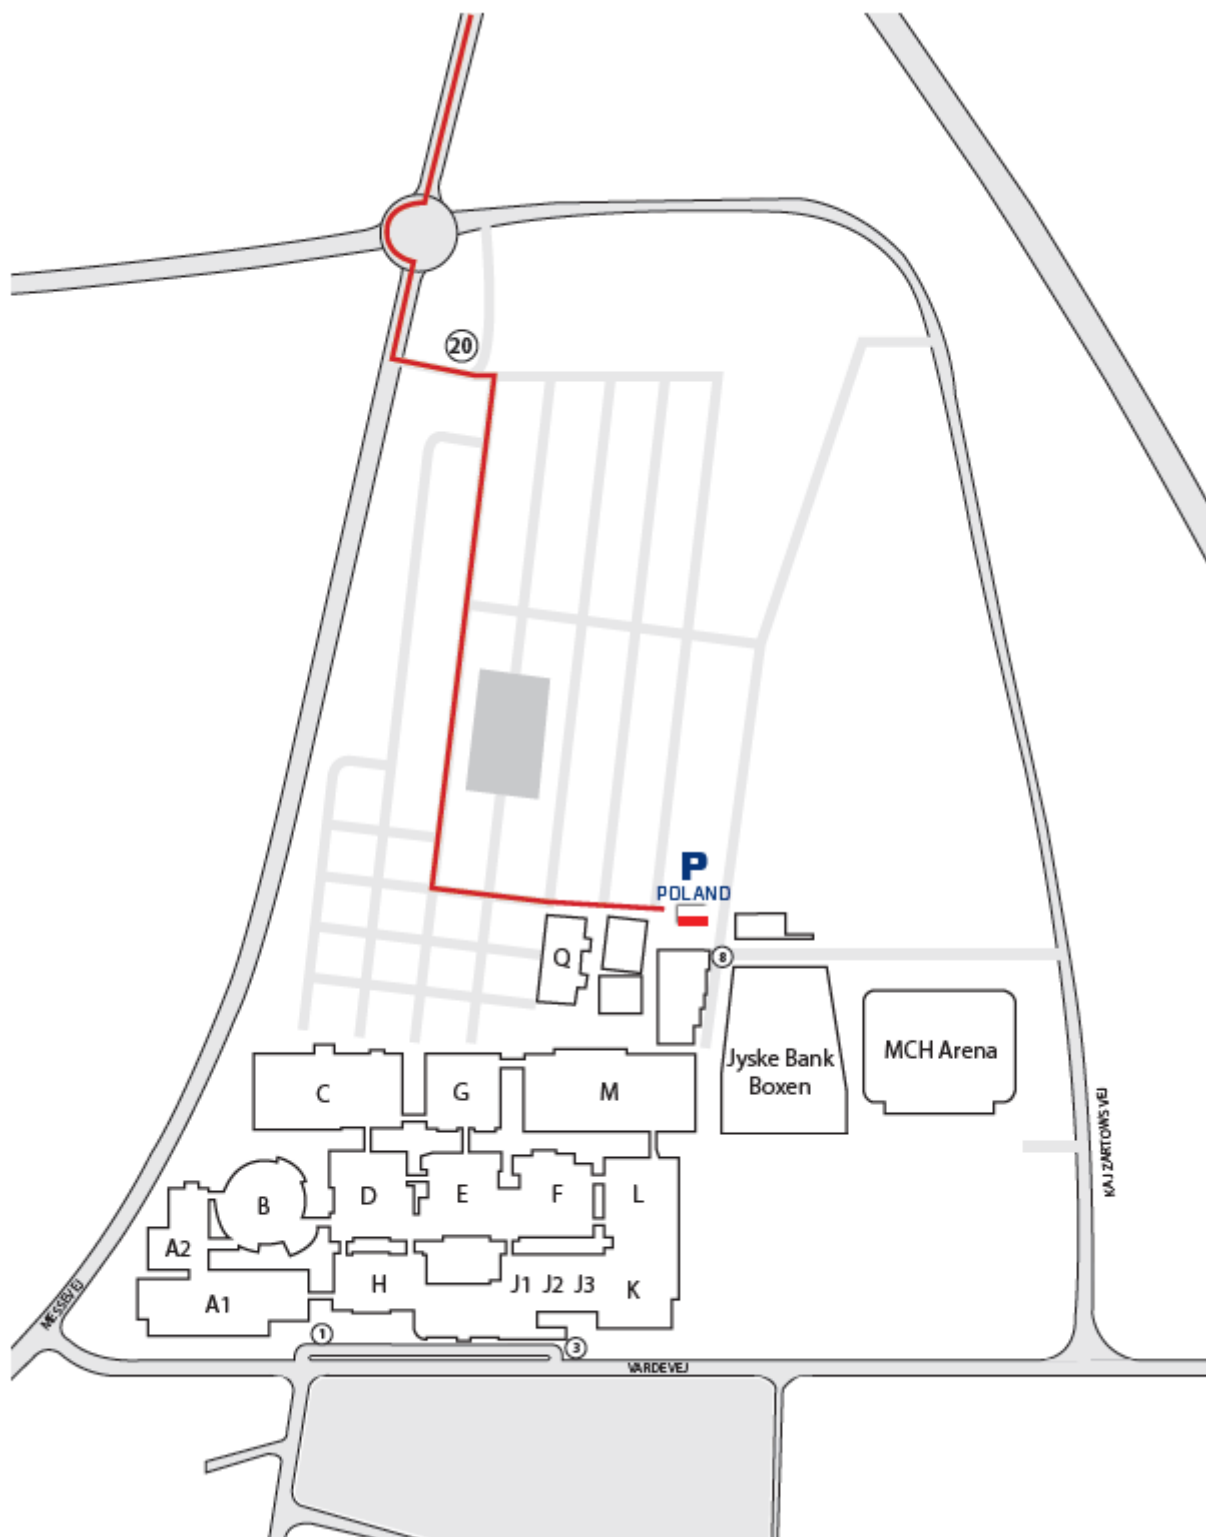 20
P
POLAND
Q
8
Jyske Bank
Boxen
MCH Arena
C
G
M
KAJ ZARTOWS VEJ
B
D
E
F
L
A2
A1
H
J1 J2 J3
K
MESSEVEJ
1
3
VARDEVEJ